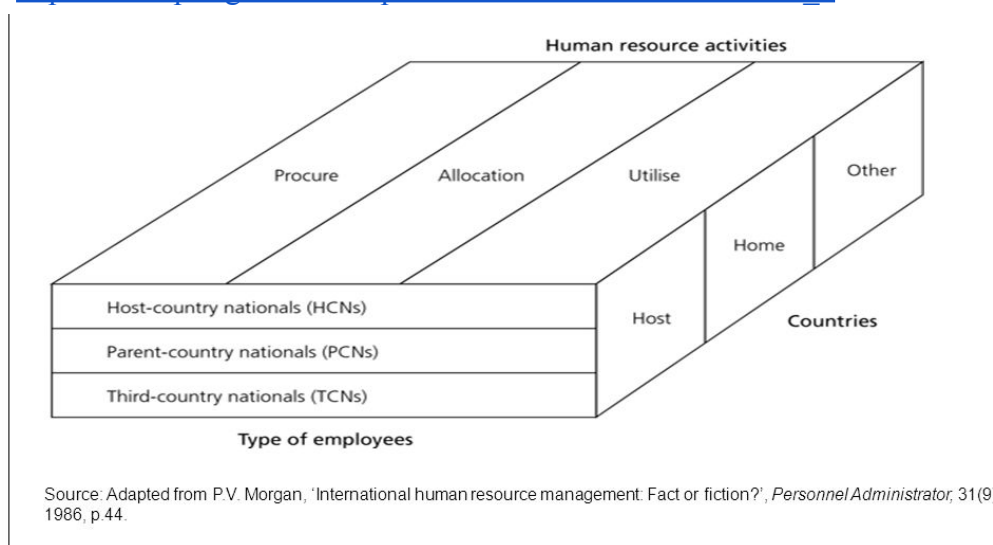 Human resource activities
Procure
Allocation
Utilise
Other
Home
Host
Countries
Host-country nationals (HCNs)
Parent-country nationals (PCNs)
Third-country nationals (TCNs)
Type of employees
Source: Adapted from P.V. Morgan, ‘International human resource management: Fact or fiction?’, Personnel Administrator, 31(9
1986, p.44.